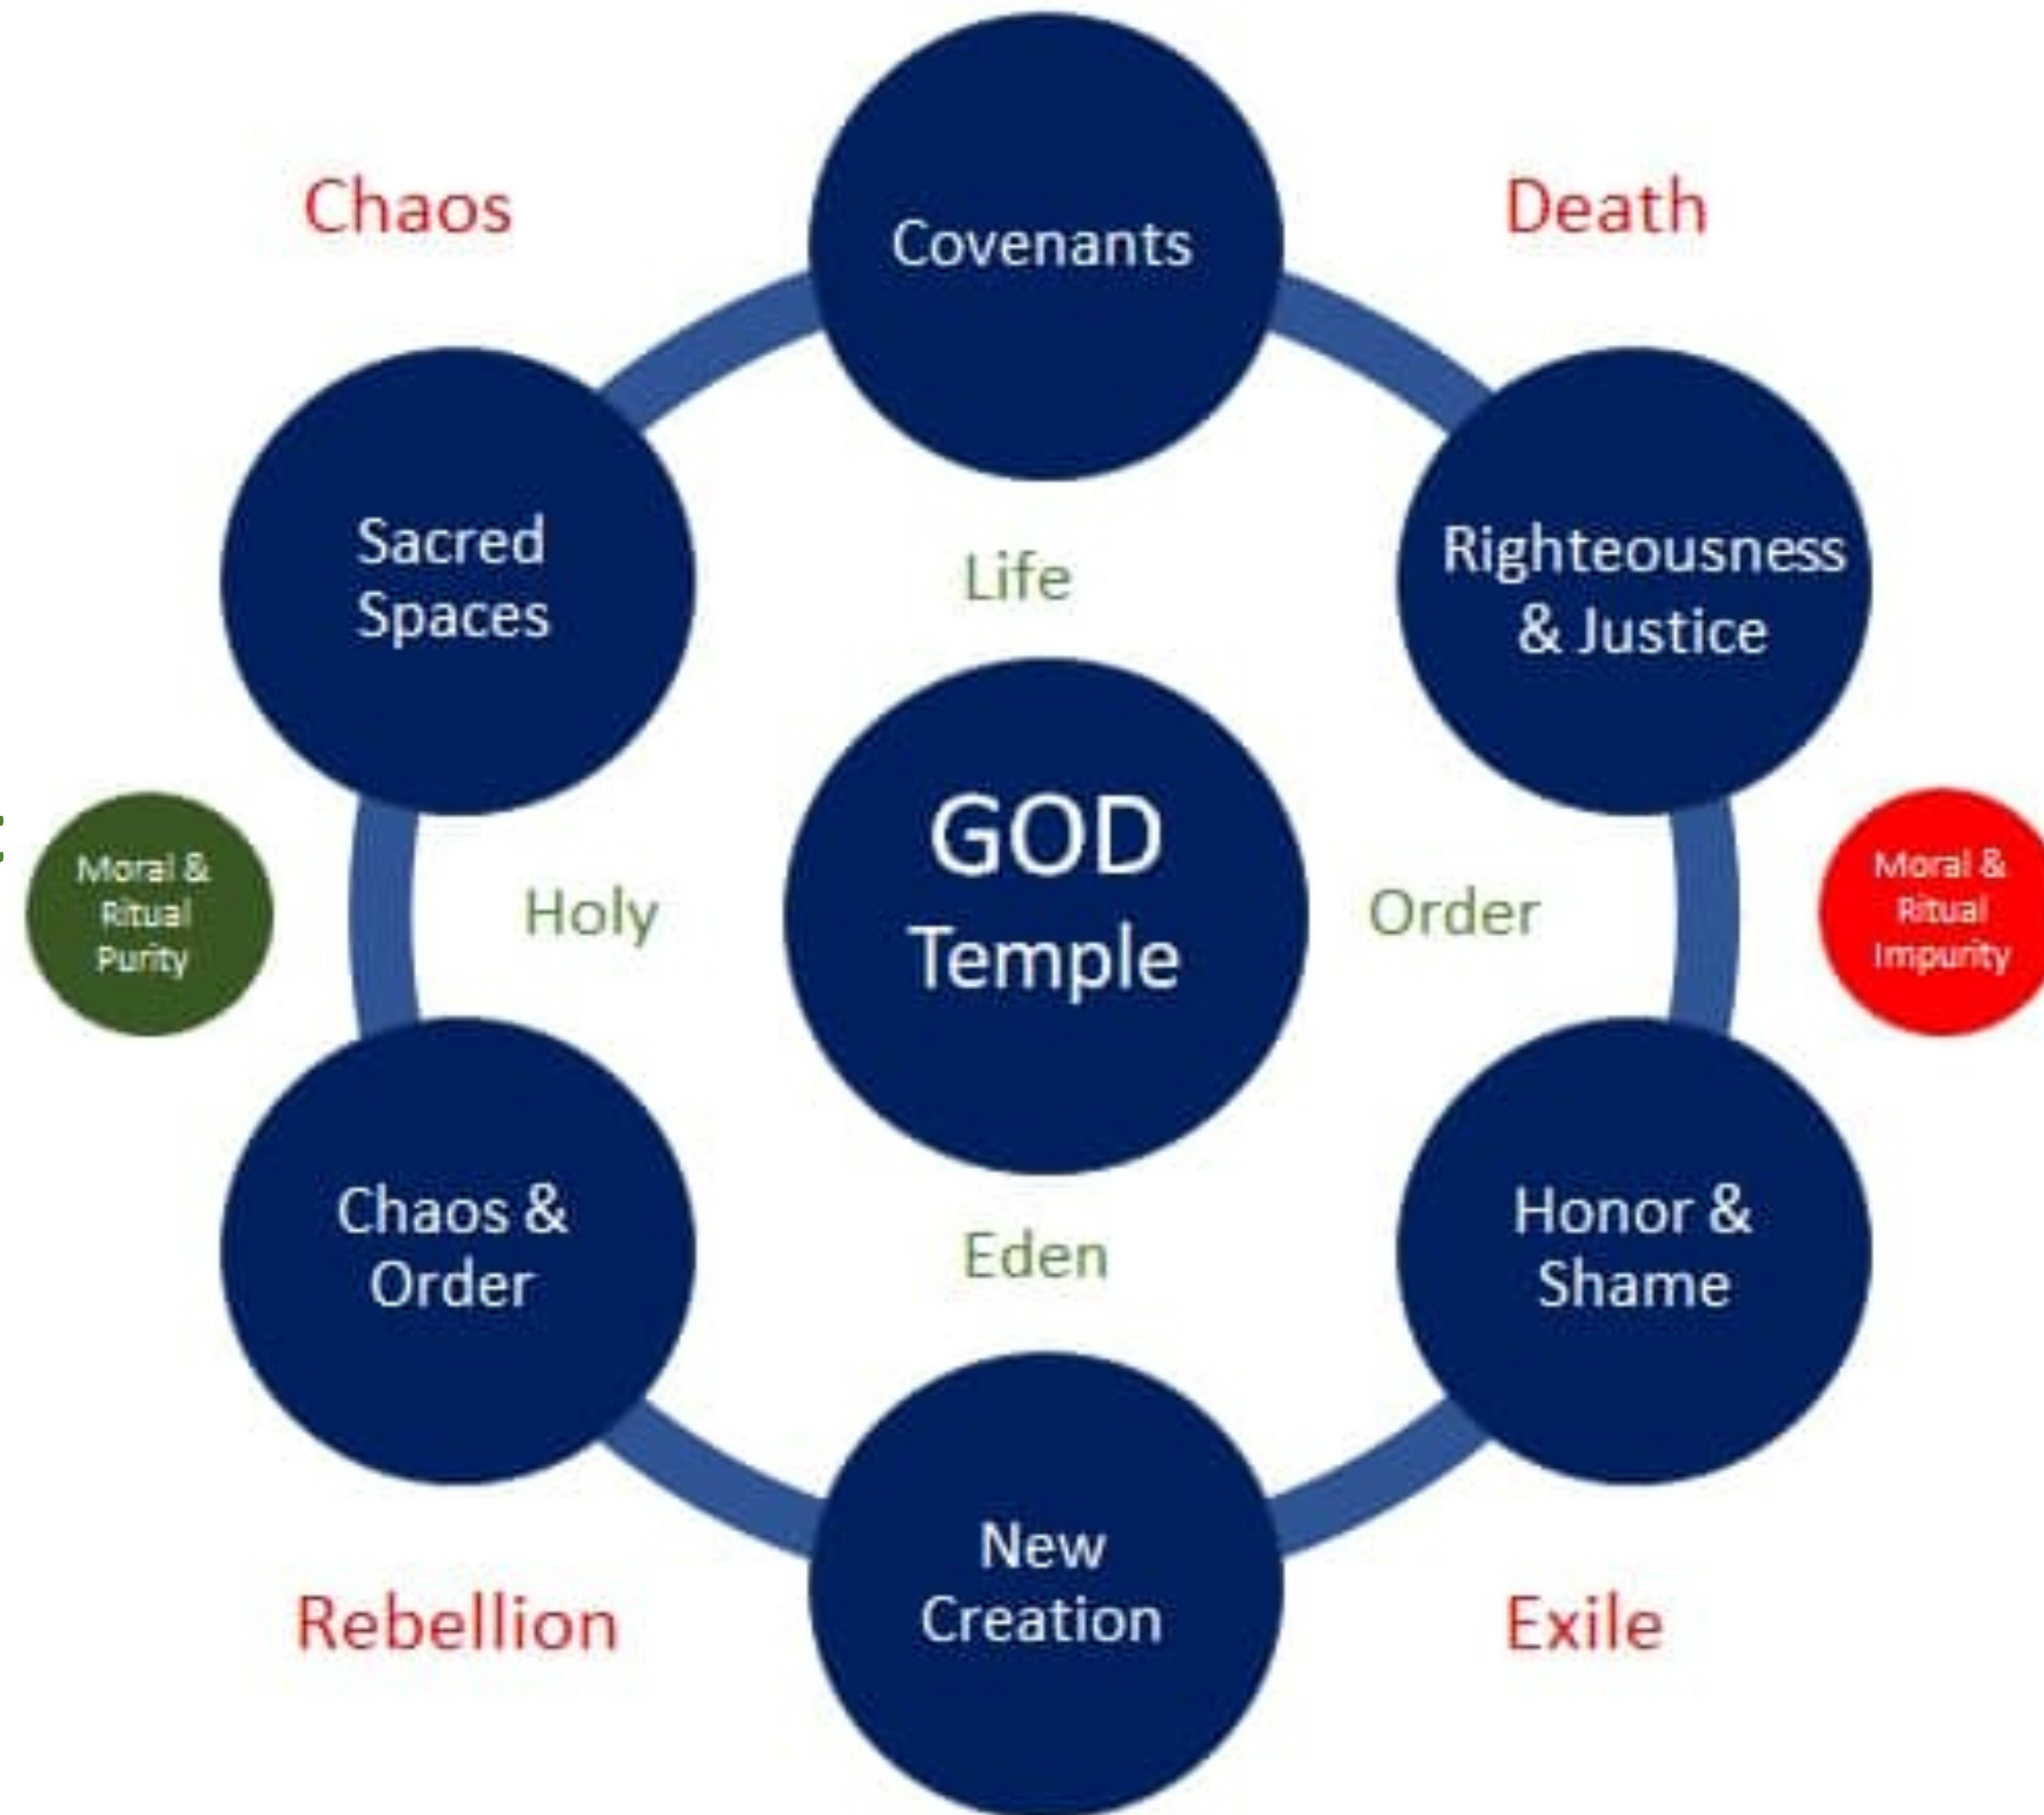 Covenants
Chaos
Death
Sacred
Spaces
Righteousness
& Justice
Life
GOD
Temple
Holy
Order
Moral &
Ritual
Purity
Moral &
Ritual
Impurity
Eden
Chaos &
Order
Honor &
Shame
New
Creation
Rebellion
Exile